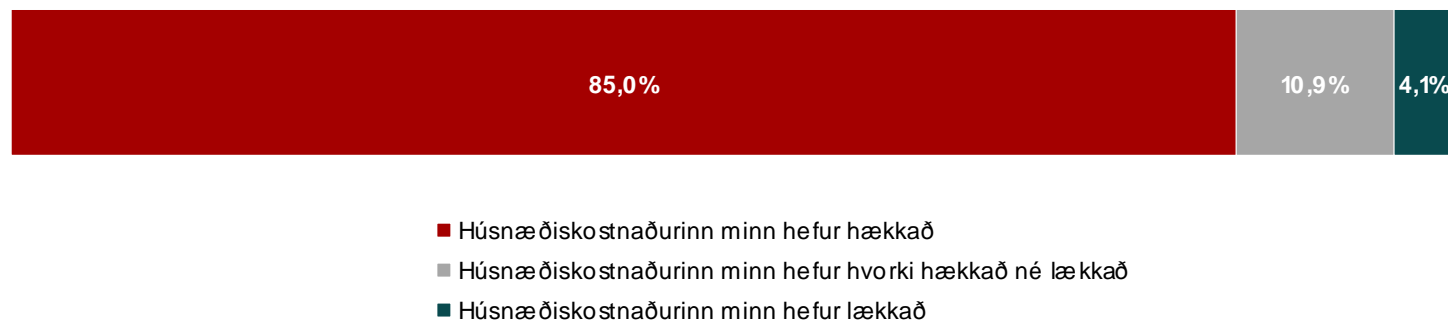 85,0%
10,9%
4,1%
Húsnæðiskostnaðurinn minn hefur hækkað
Húsnæðiskostnaðurinn minn hefur hvorki hækkað né lækkað
Húsnæðiskostnaðurinn minn hefur lækkað